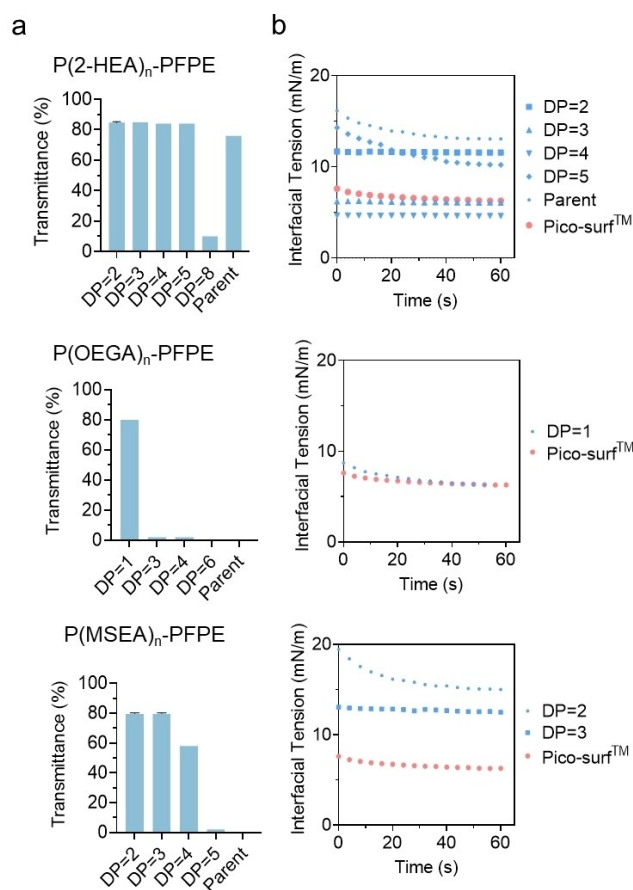 a
P(2-HEA)n-PFPE
Transmittance (%)
100
80
60
40
20
0
DP=2
DP=3
DP=4
DP=5
DP=8
Parent
b
Interfacial Tension (mN/m)
20
15
10
5
0
0 20 40 60
Time (s)
DP=2
DP=3
DP=4
DP=5
Parent
Pico-surf™
P(OEGA)n-PFPE
Transmittance (%)
100
80
60
40
20
0
DP=1
DP=3
DP=4
DP=6
Parent
Interfacial Tension (mN/m)
20
10
0
0 20 40 60
Time (s)
DP=1
Pico-surf™
P(MSEA)n-PFPE
Transmittance (%)
100
80
60
40
20
0
DP=2
DP=3
DP=4
DP=5
Parent
Interfacial Tension (mN/m)
20
15
10
5
0
0 20 40 60
Time (s)
DP=2
DP=3
Pico-surf™